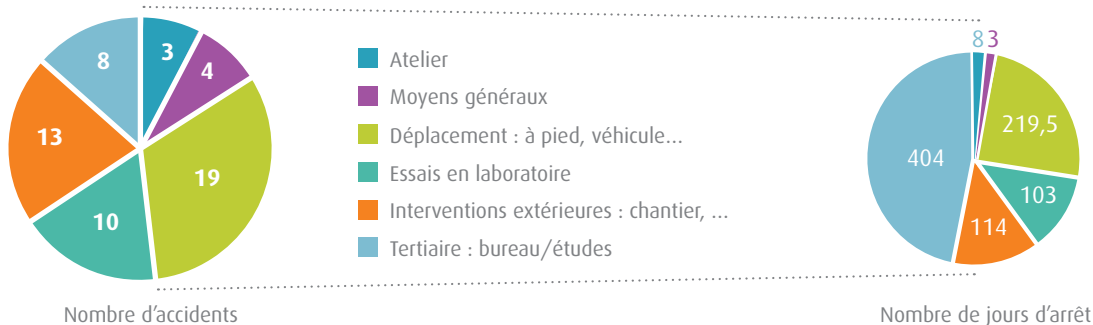 3
4
19
10
13
8
Atelier
Moyens généraux
Déplacement : à pied, véhicule...
Essais en laboratoire
Interventions extérieures : chantier, ...
Tertiaire : bureau/études
8
3
219,5
103
114
404
Nombre d'accidents
Nombre de jours d'arrêt